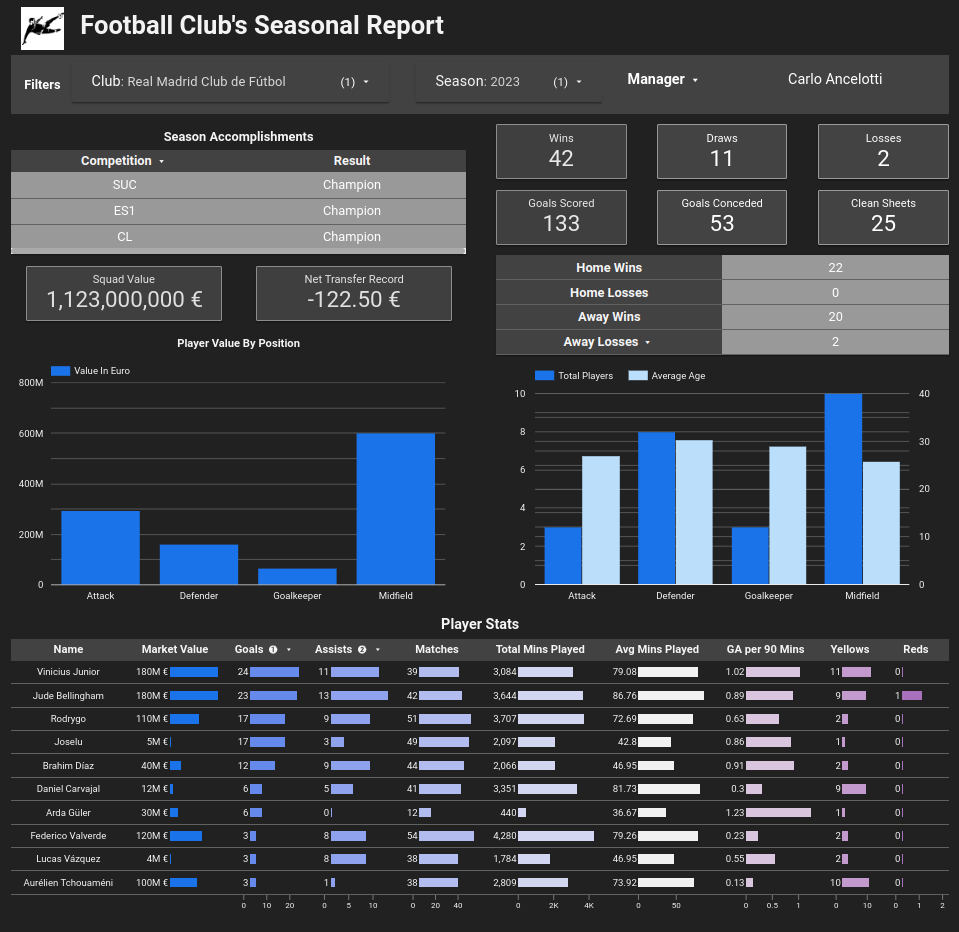 Football Club's Seasonal Report
Filters
Club: Real Madrid Club de Fútbol (1)
Season: 2023 (1)
Manager
Carlo Ancelotti
Season Accomplishments
Competition Result
SUC Champion
ES1 Champion
CL Champion
Squad Value
1,123,000,000 €
Net Transfer Record
-122.50 €
Wins
42
Draws
11
Losses
2
Goals Scored
133
Goals Conceded
53
Clean Sheets
25
Home Wins 22
Home Losses 0
Away Wins 20
Away Losses 2
Player Value By Position
Value In Euro
800M
600M
400M
200M
0
Attack Defender Goalkeeper Midfield
Total Players Average Age
10 40
8 30
6 20
4 10
2 0
0
Attack Defender Goalkeeper Midfield
Player Stats
Name Market Value Goals 1 Assists 2 Matches Total Mins Played Avg Mins Played GA per 90 Mins Yellows Reds
Vinicius Junior 180M € 24 11 39 3,084 79.08 1.02 11 0
Jude Bellingham 180M € 23 13 42 3,644 86.76 0.89 9 1
Rodrygo 110M € 17 9 51 3,707 72.69 0.63 2 0
Joselu 5M € 17 3 49 2,097 42.8 0.86 1 0
Brahim Díaz 40M € 12 9 44 2,066 46.95 0.91 2 0
Daniel Carvajal 12M € 6 5 41 3,351 81.73 0.3 9 0
Arda Güler 30M € 6 0 12 440 36.67 1.23 1 0
Federico Valverde 120M € 3 8 54 4,280 79.26 0.23 2 0
Lucas Vázquez 4M € 3 8 38 1,784 46.95 0.55 2 0
Aurélien Tchouaméni 100M € 3 1 38 2,809 73.92 0.13 10 0
0 10 20 0 5 10 0 20 40 0 2K 4K 0 50 0 0.5 1 0 10 0 1 2